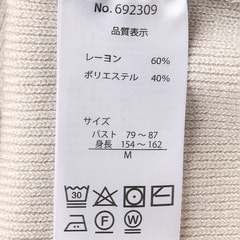 No. 692309
品質表示
レーヨン 60%
ポリエステル 40%
サイズ
バスト 79～87
身長 154～162
M
30
F W